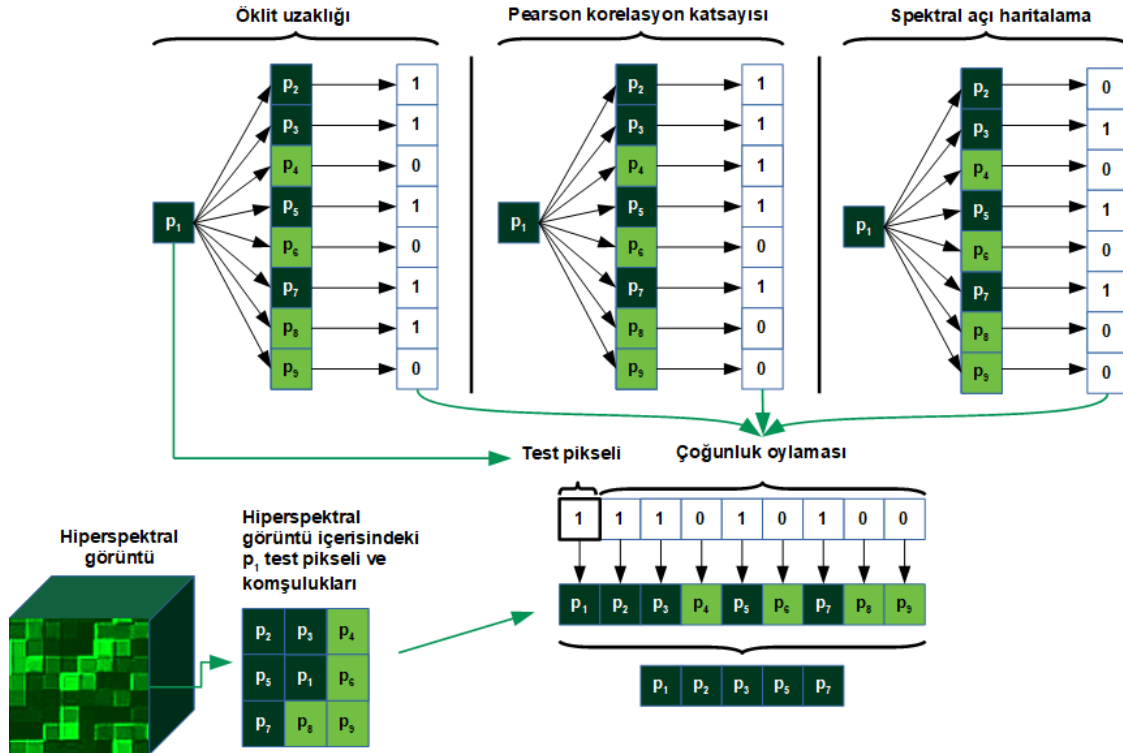 Öklit uzaklığı
Pearson korelasyon katsayısı
Spektral açı haritalama
p₁
p₂ 1
p₃ 1
p₄ 0
p₅ 1
p₆ 0
p₇ 1
p₈ 1
p₉ 0
p₁
p₂ 1
p₃ 1
p₄ 1
p₅ 1
p₆ 0
p₇ 1
p₈ 0
p₉ 0
p₁
p₂ 0
p₃ 1
p₄ 0
p₅ 1
p₆ 0
p₇ 1
p₈ 0
p₉ 0
Test pikseli
Çoğunluk oylaması
1 1 1 0 1 0 1 0 0
p₁ p₂ p₃ p₄ p₅ p₆ p₇ p₈ p₉
p₁ p₂ p₃ p₅ p₇
Hiperspektral
görüntü
Hiperspektral
görüntü içerisindeki
p₁ test pikseli ve
komşulukları
p₂ p₃ p₄
p₅ p₁ p₆
p₇ p₈ p₉